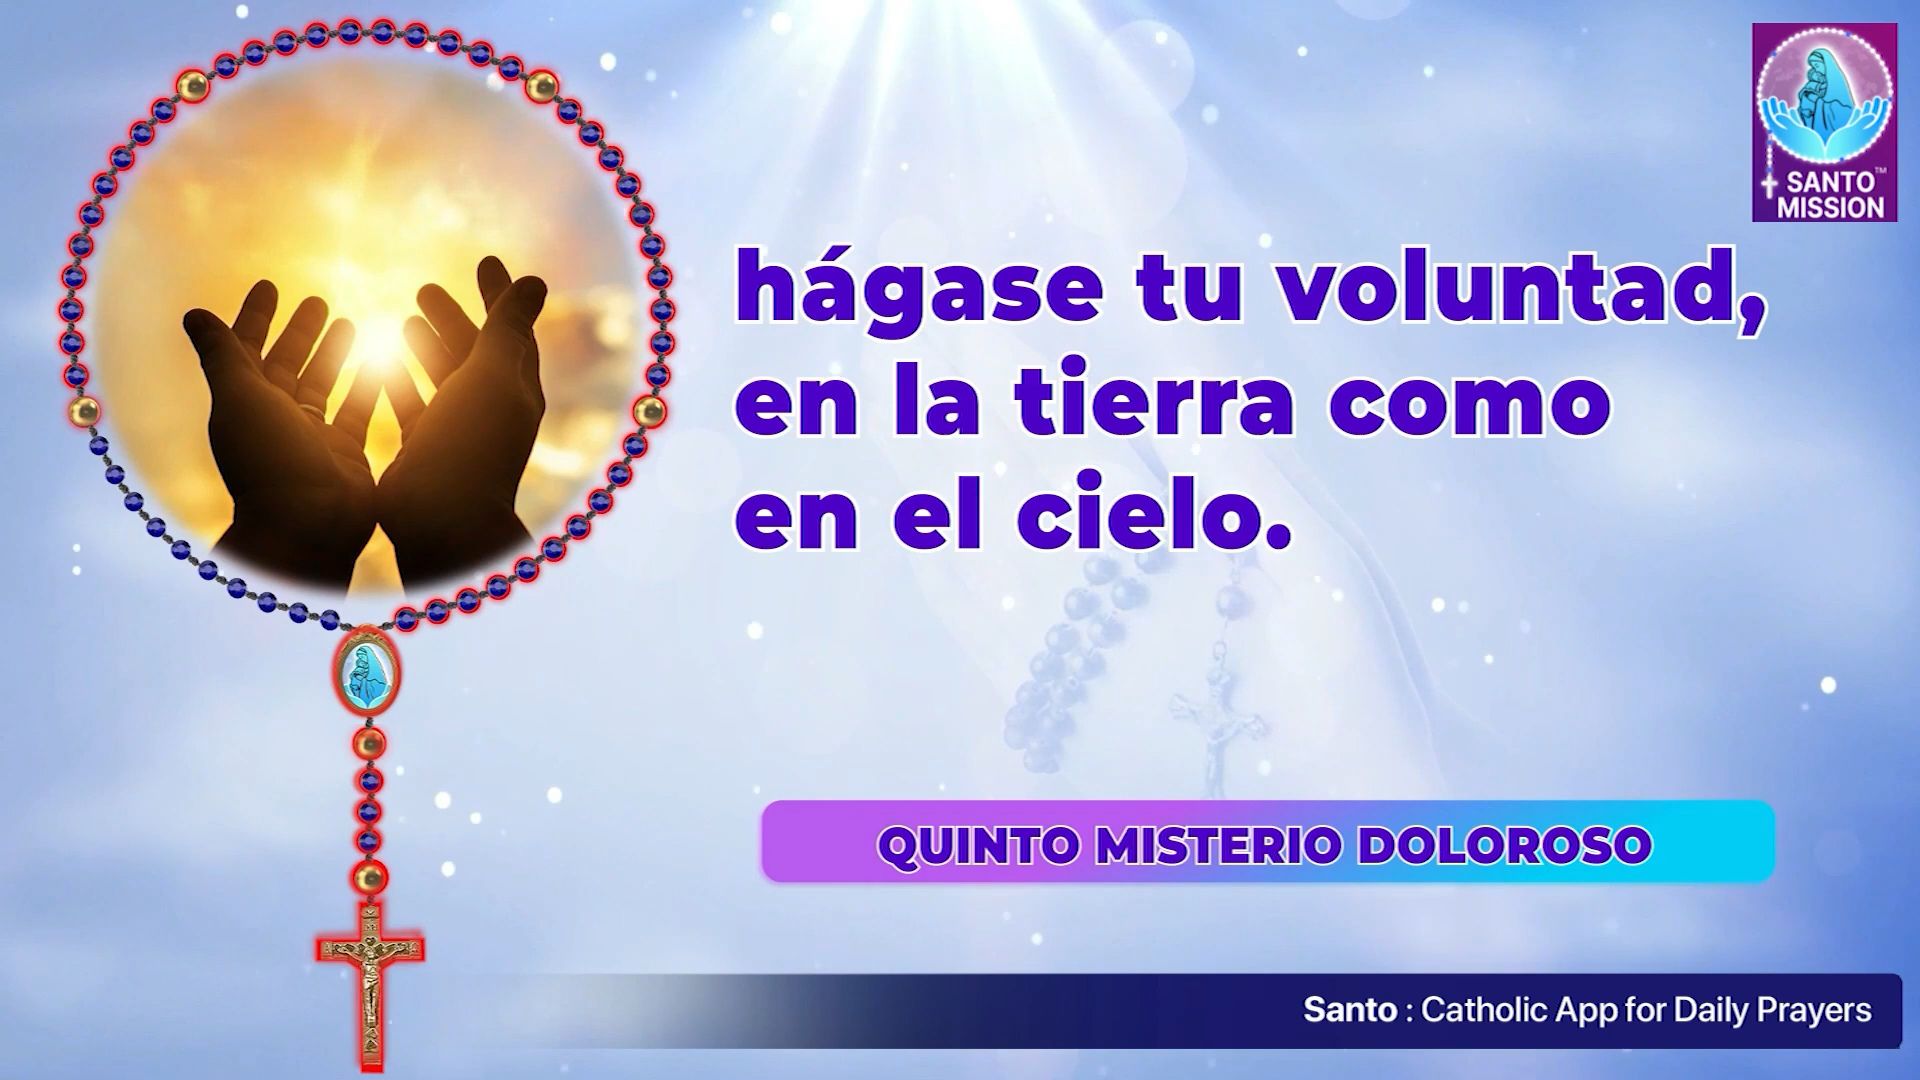 SANTO™
MISSION
hágase tu voluntad,
en la tierra como
en el cielo.
QUINTO MISTERIO DOLOROSO
Santo : Catholic App for Daily Prayers